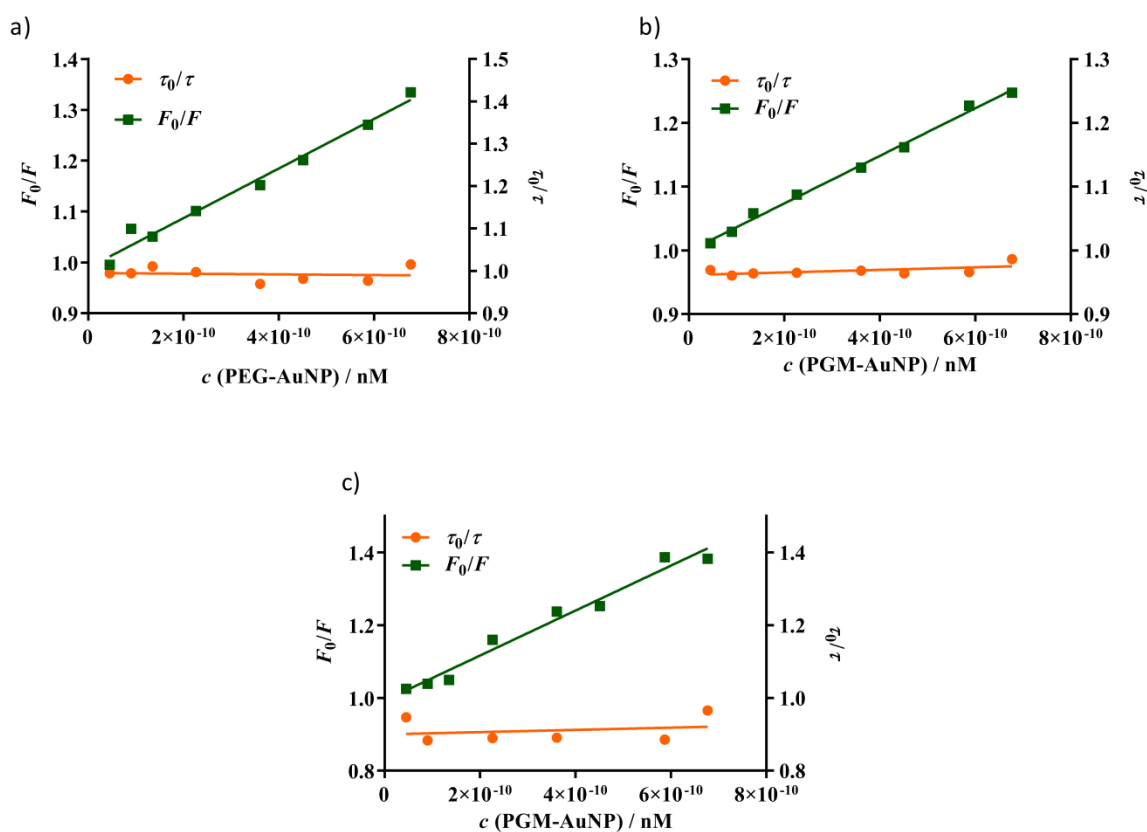 a)
τ₀/τ
F₀/F
1.4
1.3
1.2
1.1
1.0
0.9
F₀/F
1.5
1.4
1.3
1.2
1.1
1.0
0.9
τ₀/τ
0 2×10⁻¹⁰ 4×10⁻¹⁰ 6×10⁻¹⁰ 8×10⁻¹⁰
c (PEG-AuNP) / nM
b)
τ₀/τ
F₀/F
1.3
1.2
1.1
1.0
0.9
F₀/F
1.3
1.2
1.1
1.0
0.9
τ₀/τ
0 2×10⁻¹⁰ 4×10⁻¹⁰ 6×10⁻¹⁰ 8×10⁻¹⁰
c (PGM-AuNP) / nM
c)
τ₀/τ
F₀/F
1.4
1.2
1.0
0.8
F₀/F
1.4
1.2
1.0
0.8
τ₀/τ
0 2×10⁻¹⁰ 4×10⁻¹⁰ 6×10⁻¹⁰ 8×10⁻¹⁰
c (PGM-AuNP) / nM